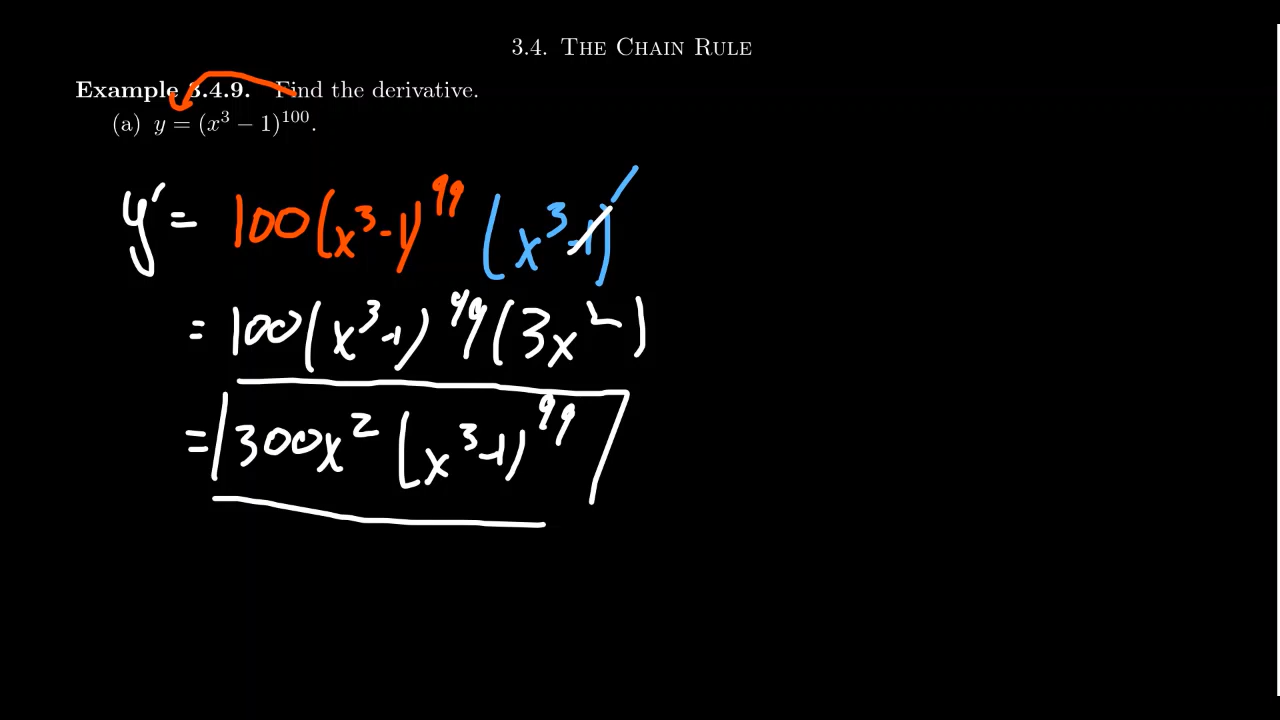 3.4. The Chain Rule
Example 3.4.9. Find the derivative.
(a) y = (x³ − 1)¹⁰⁰.
y′ = 100(x³-1)⁹⁹ (x³-1)′
= 100(x³-1)⁹⁹(3x²)
= 300x² (x³-1)⁹⁹